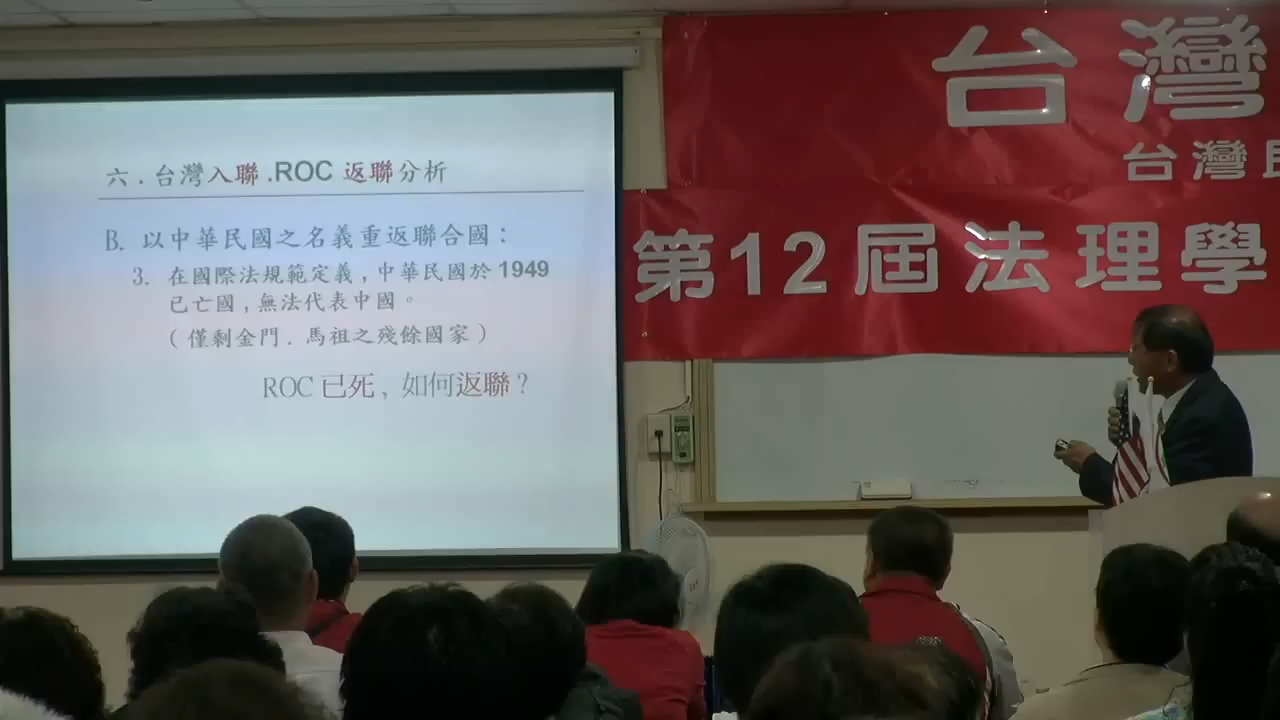 六.台灣入聯.ROC 返聯分析
B. 以中華民國之名義重返聯合國：
3. 在國際法規範定義，中華民國於 1949
已亡國，無法代表中國。
（僅剩金門．馬祖之殘餘國家）
ROC 已死，如何返聯？
台灣
台灣民
第12屆法理學